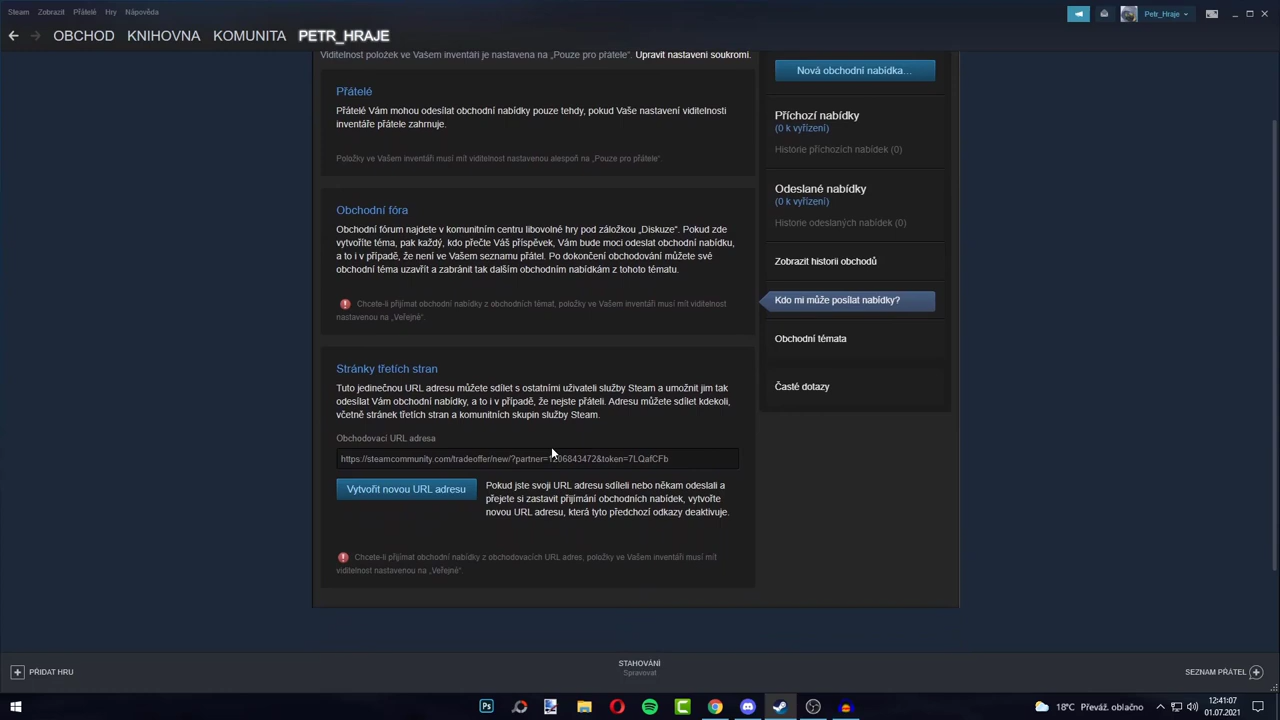 Steam Zobrazit Přátelé Hry Nápověda
Petr_Hraje
OBCHOD KNIHOVNA KOMUNITA PETR_HRAJE
Viditelnost položek ve Vašem inventáři je nastavena na „Pouze pro přátele“. Upravit nastavení soukromí.
Přátelé
Přátelé Vám mohou odesílat obchodní nabídky pouze tehdy, pokud Vaše nastavení viditelnosti
inventáře přátele zahrnuje.
Položky ve Vašem inventáři musí mít viditelnost nastavenou alespoň na „Pouze pro přátele“.
Obchodní fóra
Obchodní fórum najdete v komunitním centru libovolné hry pod záložkou „Diskuze“. Pokud zde
vytvoříte téma, pak každý, kdo přečte Váš příspěvek, Vám bude moci odeslat obchodní nabídku,
a to i v případě, že není ve Vašem seznamu přátel. Po dokončení obchodování můžete své
obchodní téma uzavřít a zabránit tak dalším obchodním nabídkám z tohoto tématu.
Chcete-li přijímat obchodní nabídky z obchodních témat, položky ve Vašem inventáři musí mít viditelnost
nastavenou na „Veřejné“.
Stránky třetích stran
Tuto jedinečnou URL adresu můžete sdílet s ostatními uživateli služby Steam a umožnit jim tak
odesílat Vám obchodní nabídky, a to i v případě, že nejste přáteli. Adresu můžete sdílet kdekoli,
včetně stránek třetích stran a komunitních skupin služby Steam.
Obchodovací URL adresa
https://steamcommunity.com/tradeoffer/new/?partner=1206843472&token=7LQafCFb
Vytvořit novou URL adresu
Pokud jste svoji URL adresu sdíleli nebo někam odeslali a
přejete si zastavit přijímání obchodních nabídek, vytvořte
novou URL adresu, která tyto předchozí odkazy deaktivuje.
Chcete-li přijímat obchodní nabídky z obchodovacích URL adres, položky ve Vašem inventáři musí mít
viditelnost nastavenou na „Veřejné“.
Nová obchodní nabídka...
Příchozí nabídky
(0 k vyřízení)
Historie příchozích nabídek (0)
Odeslané nabídky
(0 k vyřízení)
Historie odeslaných nabídek (0)
Zobrazit historii obchodů
Kdo mi může posílat nabídky?
Obchodní témata
Časté dotazy
PŘIDAT HRU
STAHOVÁNÍ
Spravovat
SEZNAM PŘÁTEL
Ps
18°C Převáž. oblačno
12:41:07
01.07.2021